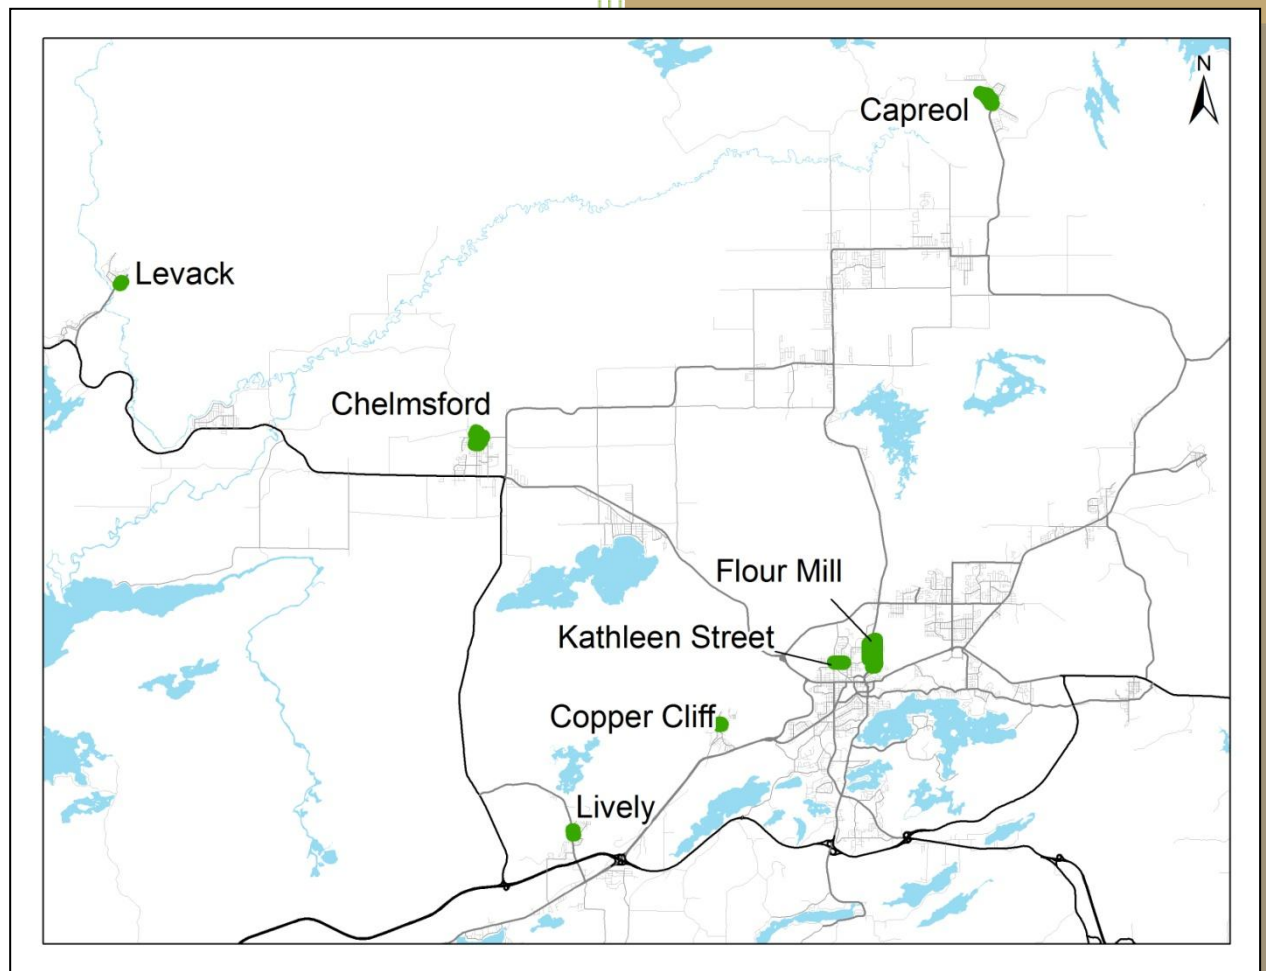 N
Capreol
Levack
Chelmsford
Flour Mill
Kathleen Street
Copper Cliff
Lively